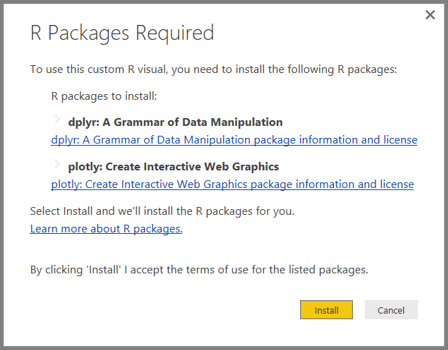 R Packages Required
To use this custom R visual, you need to install the following R packages:
R packages to install:
dplyr: A Grammar of Data Manipulation
dplyr: A Grammar of Data Manipulation package information and license
plotly: Create Interactive Web Graphics
plotly: Create Interactive Web Graphics package information and license
Select Install and we'll install the R packages for you.
Learn more about R packages.
By clicking 'Install' I accept the terms of use for the listed packages.
Install Cancel